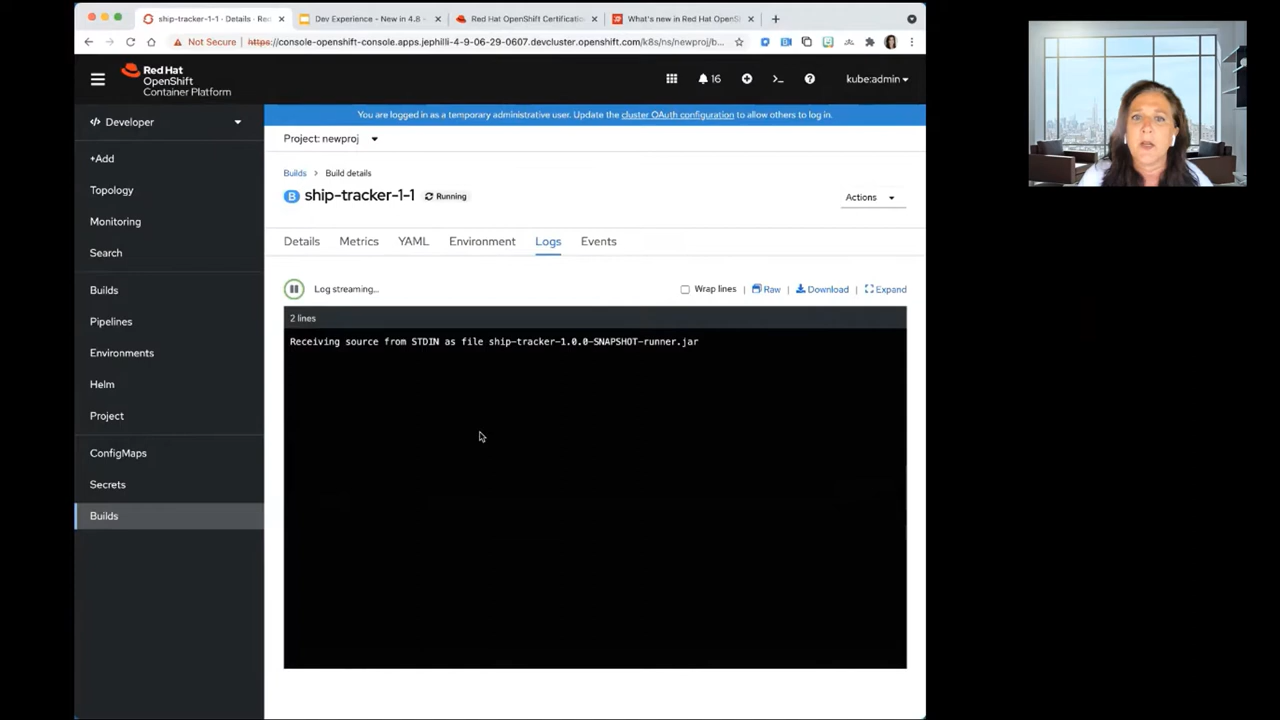 ship-tracker-1-1 · Details · Red
Dev Experience - New in 4.8 -
Red Hat OpenShift Certification
What's new in Red Hat OpenSh
Not Secure
https://console-openshift-console.apps.jephilli-4-9-06-29-0607.devcluster.openshift.com/k8s/ns/newproj/b...
Red Hat
OpenShift
Container Platform
16
kube:admin
You are logged in as a temporary administrative user. Update the cluster OAuth configuration to allow others to log in.
Developer
+Add
Topology
Monitoring
Search
Builds
Pipelines
Environments
Helm
Project
ConfigMaps
Secrets
Builds
Project: newproj
Builds > Build details
B ship-tracker-1-1 Running
Actions
Details Metrics YAML Environment Logs Events
Log streaming...
Wrap lines | Raw | Download | Expand
2 lines
Receiving source from STDIN as file ship-tracker-1.0.0-SNAPSHOT-runner.jar